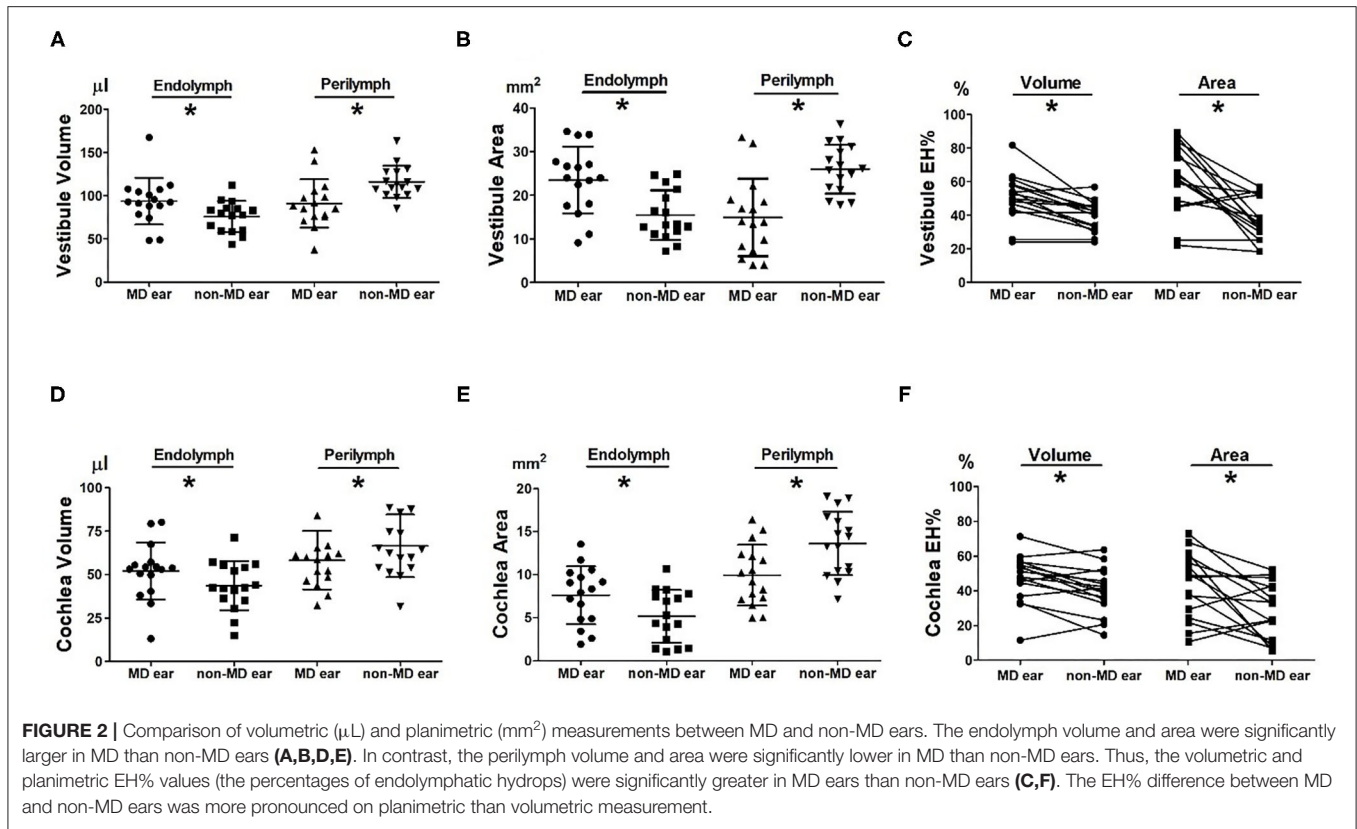 A
μl
Endolymph
Perilymph
*
*
Vestibule Volume
200
150
100
50
0
MD ear
non-MD ear
MD ear
non-MD ear
B
mm²
Endolymph
Perilymph
*
*
Vestibule Area
40
30
20
10
0
MD ear
non-MD ear
MD ear
non-MD ear
C
%
Volume
Area
*
*
Vestibule EH%
100
80
60
40
20
0
MD ear
non-MD ear
MD ear
non-MD ear
D
μl
Endolymph
Perilymph
*
*
Cochlea Volume
100
75
50
25
0
MD ear
non-MD ear
MD ear
non-MD ear
E
mm²
Endolymph
Perilymph
*
*
Cochlea Area
20
15
10
5
0
MD ear
non-MD ear
MD ear
non-MD ear
F
%
Volume
Area
*
*
Cochlea EH%
100
80
60
40
20
0
MD ear
non-MD ear
MD ear
non-MD ear
FIGURE 2 | Comparison of volumetric (μL) and planimetric (mm²) measurements between MD and non-MD ears. The endolymph volume and area were significantly
larger in MD than non-MD ears (A,B,D,E). In contrast, the perilymph volume and area were significantly lower in MD than non-MD ears. Thus, the volumetric and
planimetric EH% values (the percentages of endolymphatic hydrops) were significantly greater in MD ears than non-MD ears (C,F). The EH% difference between MD
and non-MD ears was more pronounced on planimetric than volumetric measurement.